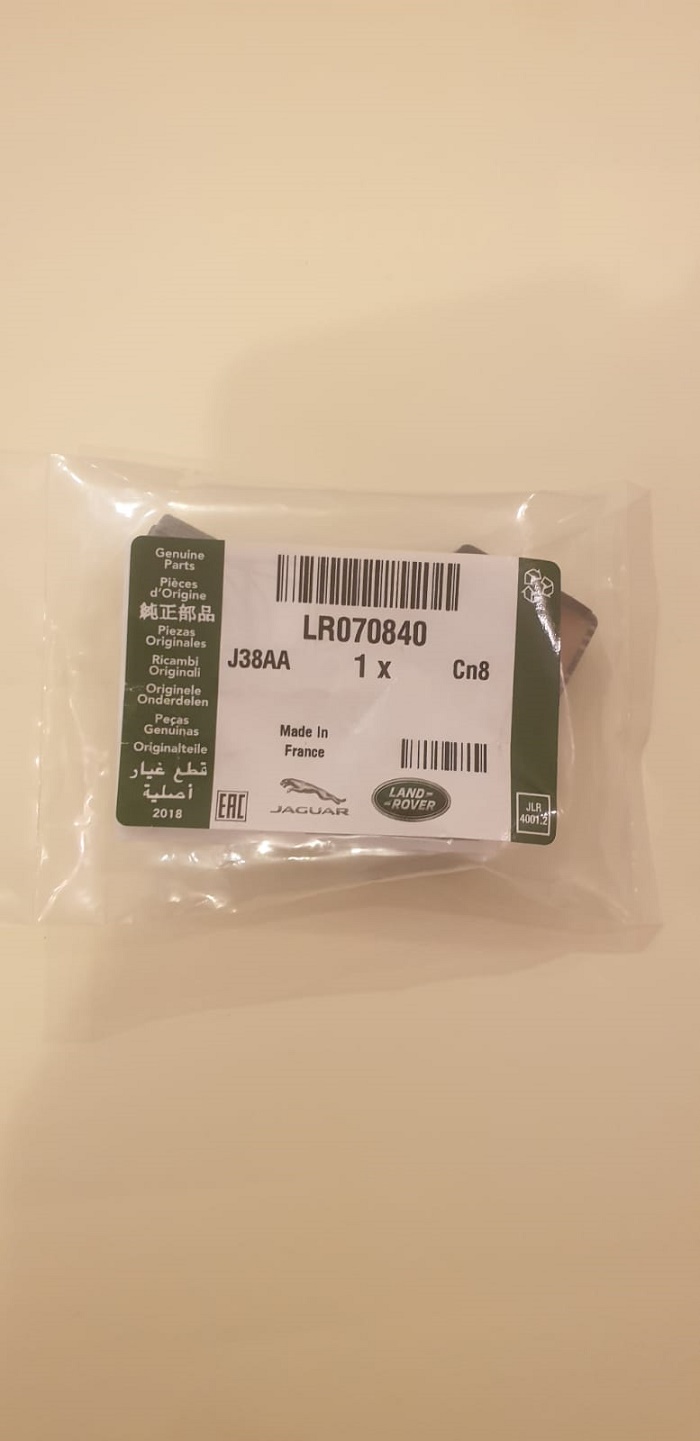 Genuine
Parts
Pièces
d'Origine
純正部品
Piezas
Originales
Ricambi
Originali
Originele
Onderdelen
Peças
Genuínas
Originalteile
قطع غيار
أصلية
2018
LR070840
J38AA
1 x
Cn8
Made In
France
EAC
JAGUAR
LAND
ROVER
JLR
4001.2